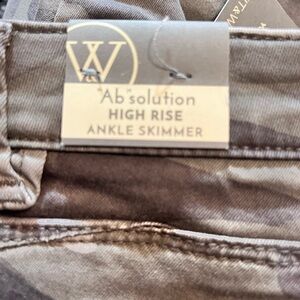 W
"Ab"solution
HIGH RISE
ANKLE SKIMMER